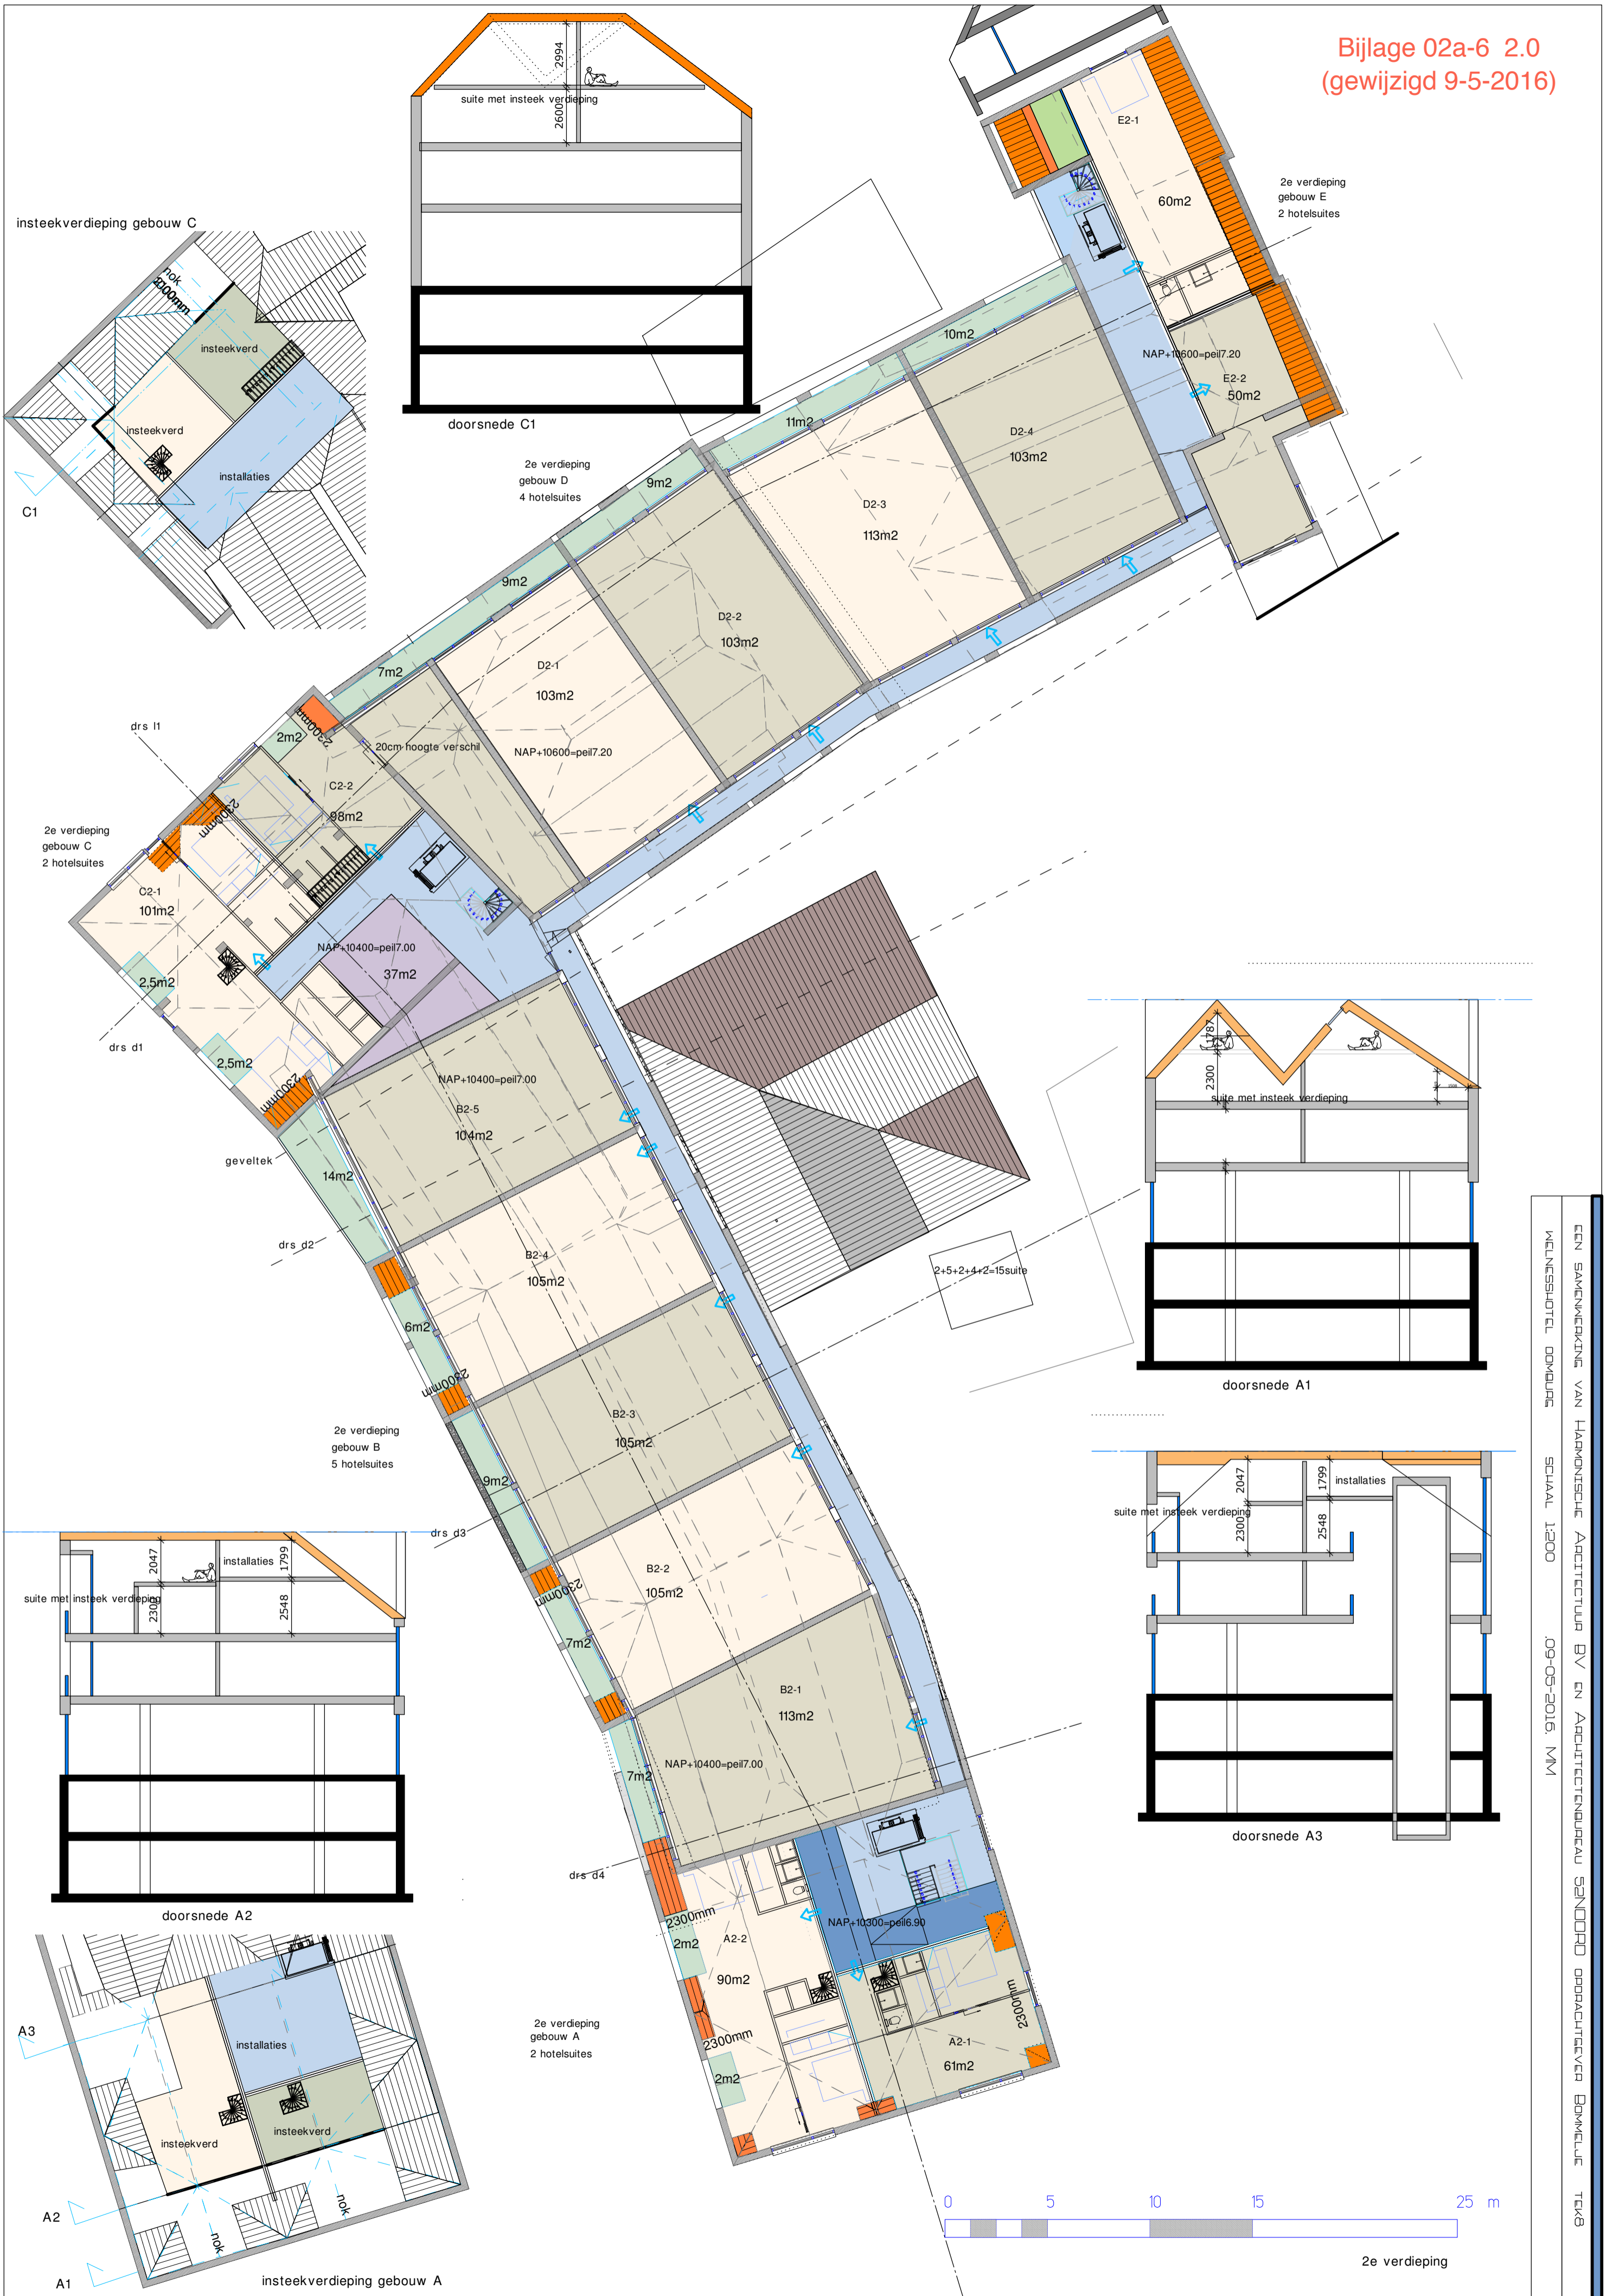 Bijlage 02a-6 2.0
(gewijzigd 9-5-2016)
2994
suite met insteek verdieping
2600
doorsnede C1
insteekverdieping gebouw C
nok
insteekverd
insteekverd
installaties
C1
E2-1
60m2
2e verdieping
gebouw E
2 hotelsuites
NAP+10600=peil7.20
E2-2
50m2
10m2
11m2
D2-4
103m2
D2-3
113m2
2e verdieping
gebouw D
4 hotelsuites
9m2
9m2
D2-2
103m2
D2-1
103m2
NAP+10600=peil7.20
7m2
20cm hoogte verschil
2300mm
2m2
drs l1
C2-2
98m2
2300mm
2e verdieping
gebouw C
2 hotelsuites
C2-1
101m2
NAP+10400=peil7.00
37m2
2,5m2
drs d1
2,5m2
2300mm
NAP+10400=peil7.00
B2-5
104m2
geveltek
14m2
drs d2
B2-4
105m2
6m2
2300mm
2+5+2+4+2=15suite
1787
2300
suite met insteek verdieping
doorsnede A1
B2-3
105m2
2e verdieping
gebouw B
5 hotelsuites
9m2
drs d3
B2-2
105m2
2300mm
7m2
B2-1
113m2
NAP+10400=peil7.00
7m2
drs d4
2047
1799
installaties
suite met insteek verdieping
2300
2548
doorsnede A3
2047
installaties
1799
suite met insteek verdieping
2300
2548
doorsnede A2
2300mm
NAP+10300=peil6.90
A2-2
2m2
90m2
2300mm
2300mm
A2-1
61m2
2m2
2e verdieping
gebouw A
2 hotelsuites
A3
installaties
insteekverd
insteekverd
A2
nok
nok
A1
insteekverdieping gebouw A
0 5 10 15 25 m
2e verdieping
EEN SAMENWERKING VAN HARMONISCHE ARCITECTUUR BV EN ARCHITECTENBUREAU 52NOORD OPDRACHTGEVER BOMMELJE TEK8
WELNESSHOTEL DOMBURG SCHAAL 1:200 .09-05-2016. MM